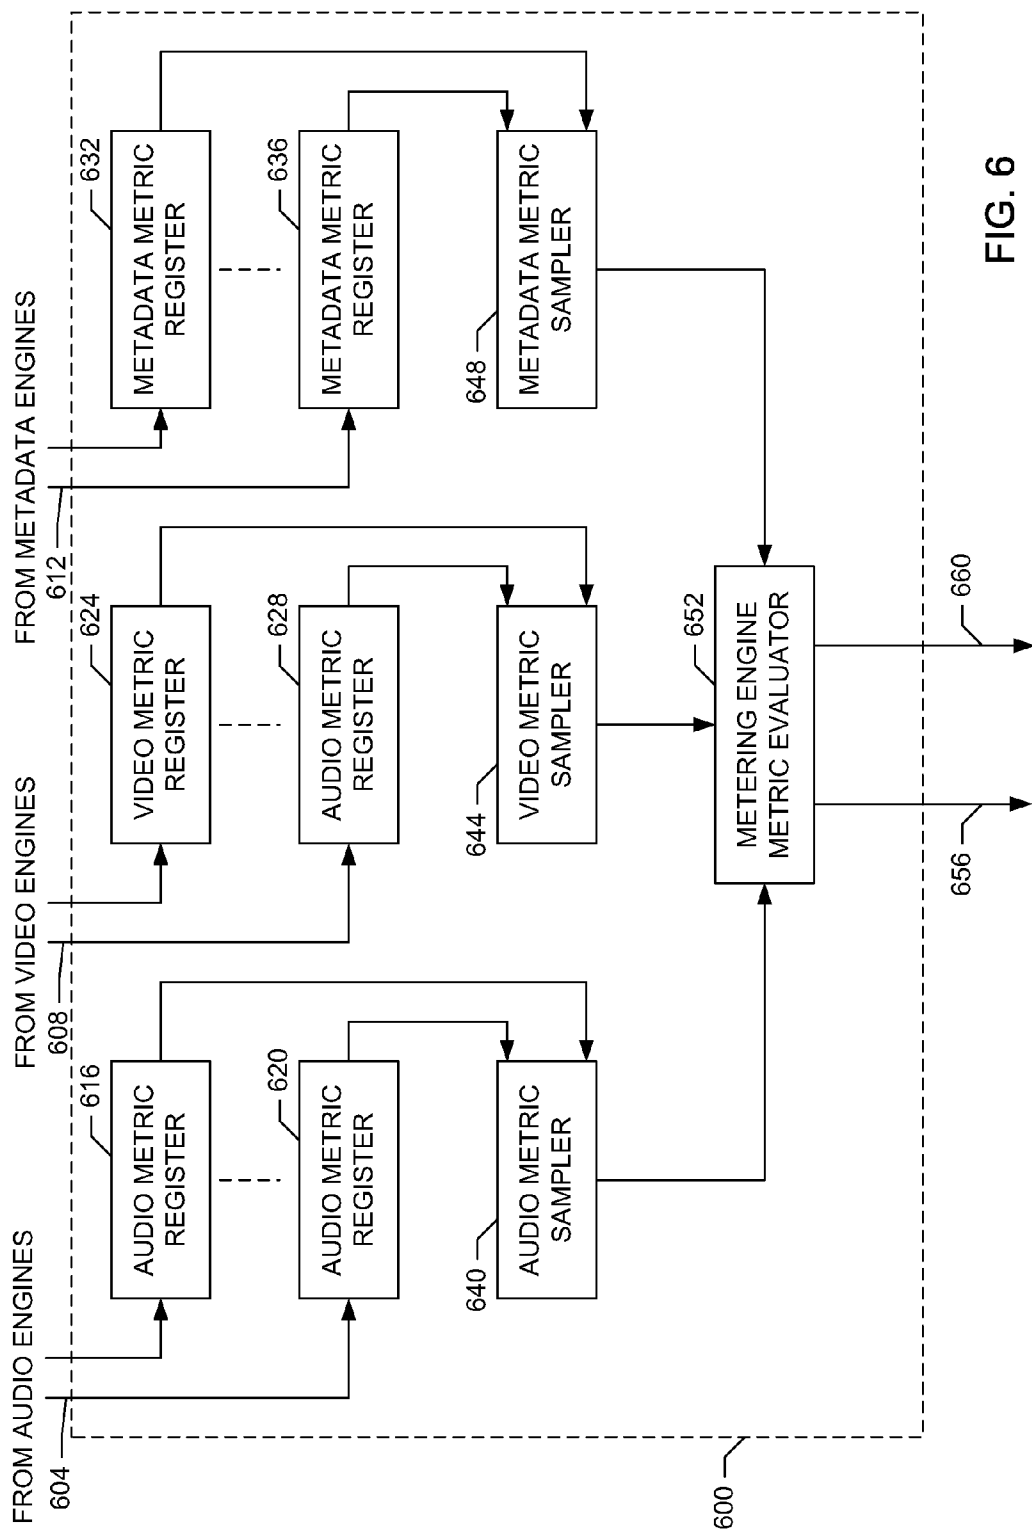 FROM AUDIO ENGINES
FROM VIDEO ENGINES
FROM METADATA ENGINES
604
608
612
616
AUDIO METRIC
REGISTER
624
VIDEO METRIC
REGISTER
632
METADATA METRIC
REGISTER
620
AUDIO METRIC
REGISTER
628
AUDIO METRIC
REGISTER
636
METADATA METRIC
REGISTER
640
AUDIO METRIC
SAMPLER
644
VIDEO METRIC
SAMPLER
648
METADATA METRIC
SAMPLER
652
METERING ENGINE
METRIC EVALUATOR
600
656
660
FIG. 6